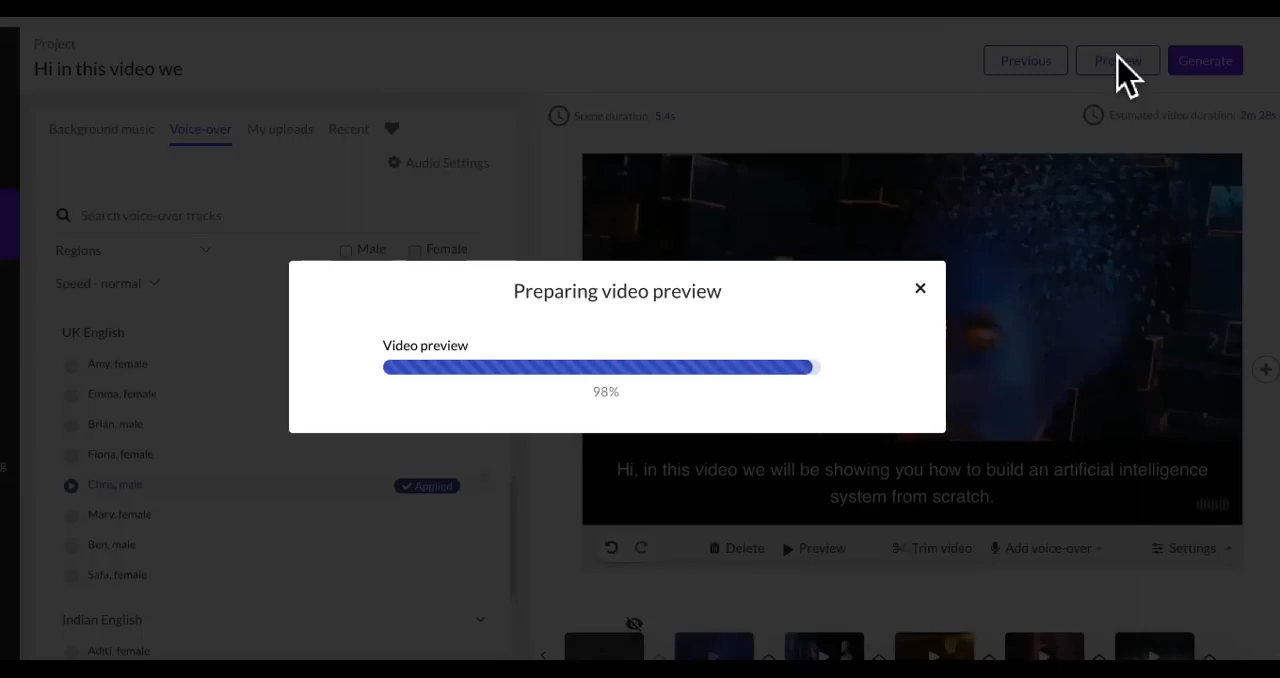 Project
Hi in this video we
Previous
Preview
Generate
Background music
Voice-over
My uploads
Recent
Audio Settings
Scene duration: 5.4s
Estimated video duration: 2m 28s
Search voice-over tracks
Regions
Male
Female
Speed - normal
UK English
Amy, female
Emma, female
Brian, male
Fiona, female
Chris, male
Applied
Mary, female
Ben, male
Safa, female
Indian English
Aditi, female
Preparing video preview
Video preview
98%
Hi, in this video we will be showing you how to build an artificial intelligence
system from scratch.
Delete
Preview
Trim video
Add voice-over
Settings
g